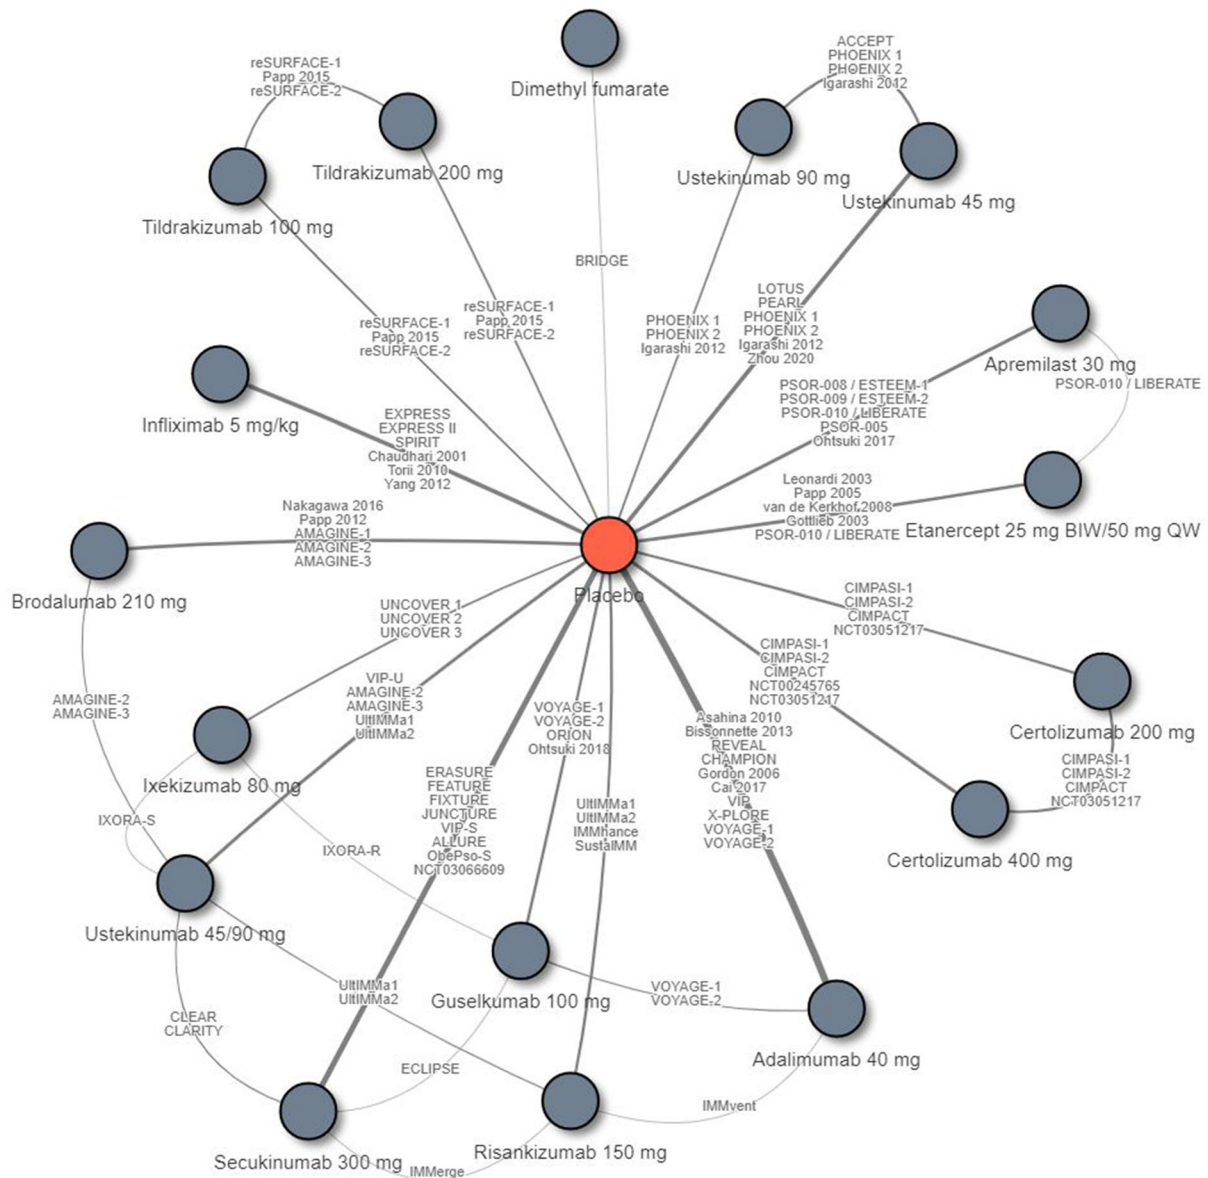 Dimethyl fumarate
ACCEPT
PHOENIX 1
PHOENIX 2
Igarashi 2012
reSURFACE-1
Papp 2015
reSURFACE-2
Tildrakizumab 200 mg
Ustekinumab 90 mg
Ustekinumab 45 mg
Tildrakizumab 100 mg
BRIDGE
reSURFACE-1
Papp 2015
reSURFACE-2
reSURFACE-1
Papp 2015
reSURFACE-2
PHOENIX 1
PHOENIX 2
Igarashi 2012
LOTUS
PEARL
PHOENIX 1
PHOENIX 2
Igarashi 2012
Zhou 2020
Apremilast 30 mg
PSOR-010 / LIBERATE
PSOR-008 / ESTEEM-1
PSOR-009 / ESTEEM-2
PSOR-010 / LIBERATE
PSOR-005
Ohtsuki 2017
Infliximab 5 mg/kg
EXPRESS
EXPRESS II
SPIRIT
Chaudhari 2001
Torii 2010
Yang 2012
Leonardi 2003
Papp 2005
van de Kerkhof 2008
Gottlieb 2003
PSOR-010 / LIBERATE
Etanercept 25 mg BIW/50 mg QW
Nakagawa 2016
Papp 2012
AMAGINE-1
AMAGINE-2
AMAGINE-3
Brodalumab 210 mg
Placebo
UNCOVER 1
UNCOVER 2
UNCOVER 3
CIMPASI-1
CIMPASI-2
CIMPACT
NCT03051217
CIMPASI-1
CIMPASI-2
CIMPACT
NCT00245765
NCT03051217
VIP-U
AMAGINE-2
AMAGINE-3
UltIMMa1
UltIMMa2
AMAGINE-2
AMAGINE-3
VOYAGE-1
VOYAGE-2
ORION
Ohtsuki 2018
Asahina 2010
Bissonnette 2013
REVEAL
CHAMPION
Gordon 2006
Cai 2017
VIP
X-PLORE
VOYAGE-1
VOYAGE-2
Certolizumab 200 mg
CIMPASI-1
CIMPASI-2
CIMPACT
NCT03051217
Ixekizumab 80 mg
ERASURE
FEATURE
FIXTURE
JUNCTURE
VIP-S
ALLURE
ObePso-S
NCT03066609
UltIMMa1
UltIMMa2
IMMhance
SustaIMM
IXORA-S
IXORA-R
Certolizumab 400 mg
Ustekinumab 45/90 mg
UltIMMa1
UltIMMa2
Guselkumab 100 mg
VOYAGE-1
VOYAGE-2
CLEAR
CLARITY
Adalimumab 40 mg
ECLIPSE
IMMvent
Secukinumab 300 mg
Risankizumab 150 mg
IMMerge